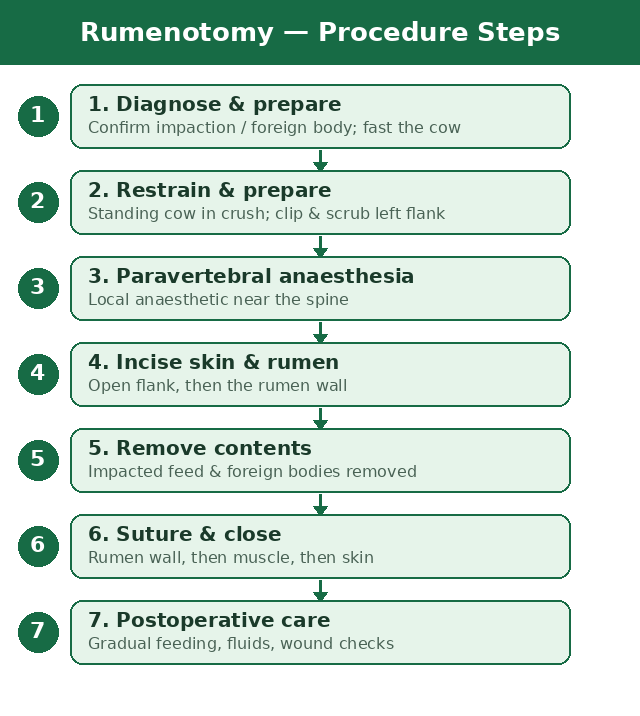 Rumenotomy — Procedure Steps
1
1. Diagnose & prepare
Confirm impaction / foreign body; fast the cow
2
2. Restrain & prepare
Standing cow in crush; clip & scrub left flank
3
3. Paravertebral anaesthesia
Local anaesthetic near the spine
4
4. Incise skin & rumen
Open flank, then the rumen wall
5
5. Remove contents
Impacted feed & foreign bodies removed
6
6. Suture & close
Rumen wall, then muscle, then skin
7
7. Postoperative care
Gradual feeding, fluids, wound checks